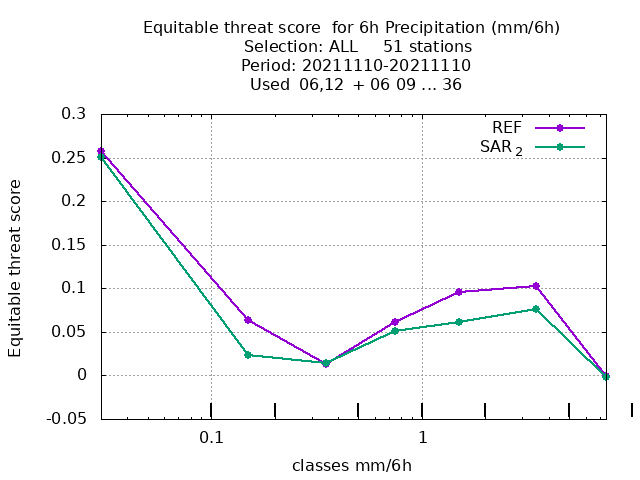 Equitable threat score  for 6h Precipitation (mm/6h)
Selection: ALL     51 stations
Period: 20211110-20211110
Used  06,12  + 06 09 ... 36
0.3
REF
SAR 2
0.25
0.2
0.15
0.1
0.05
0
-0.05
Equitable threat score
0.1 1
classes mm/6h